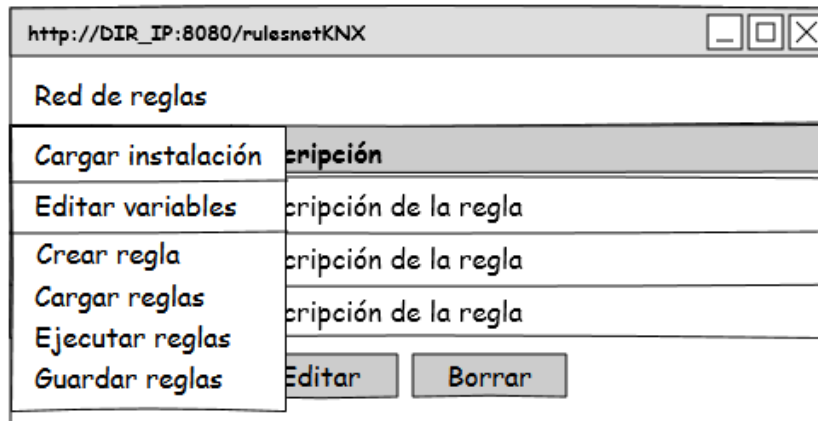 http://DIR_IP:8080/rulesnetKNX
Red de reglas
Cargar instalación
cripción
Editar variables
cripción de la regla
Crear regla
cripción de la regla
Cargar reglas
cripción de la regla
Ejecutar reglas
Guardar reglas
Editar
Borrar